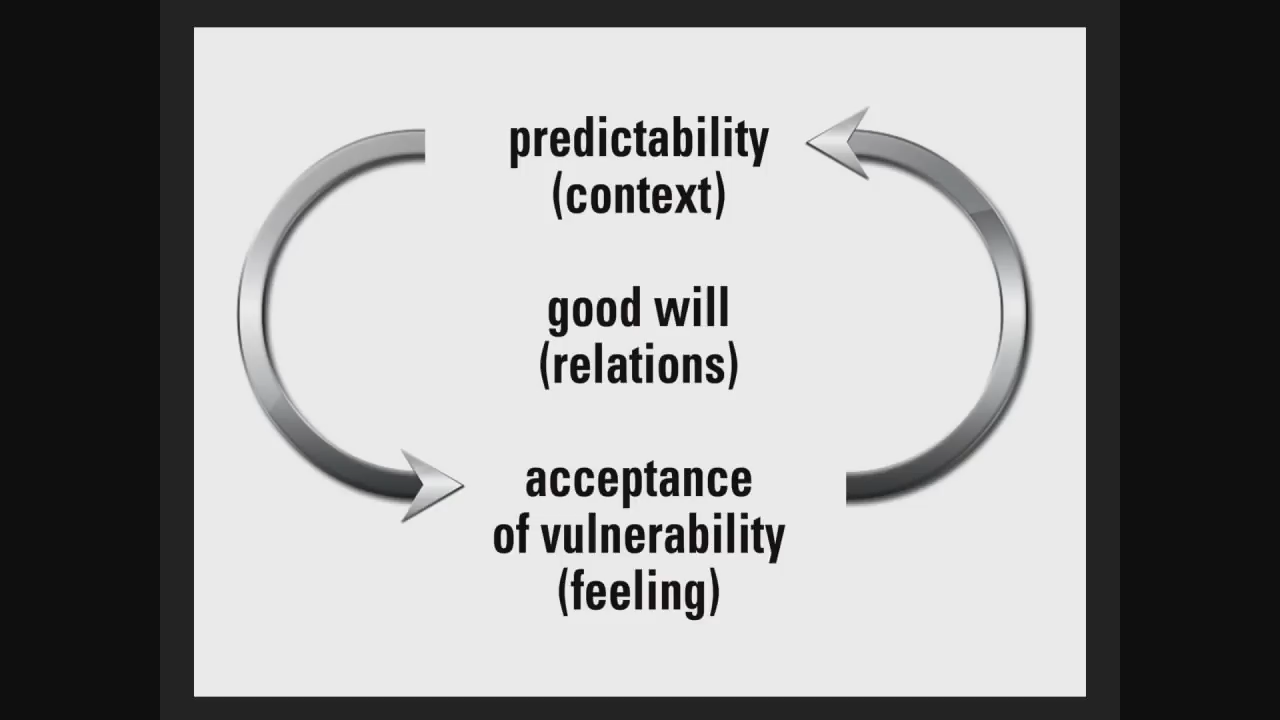 predictability
(context)
good will
(relations)
acceptance
of vulnerability
(feeling)